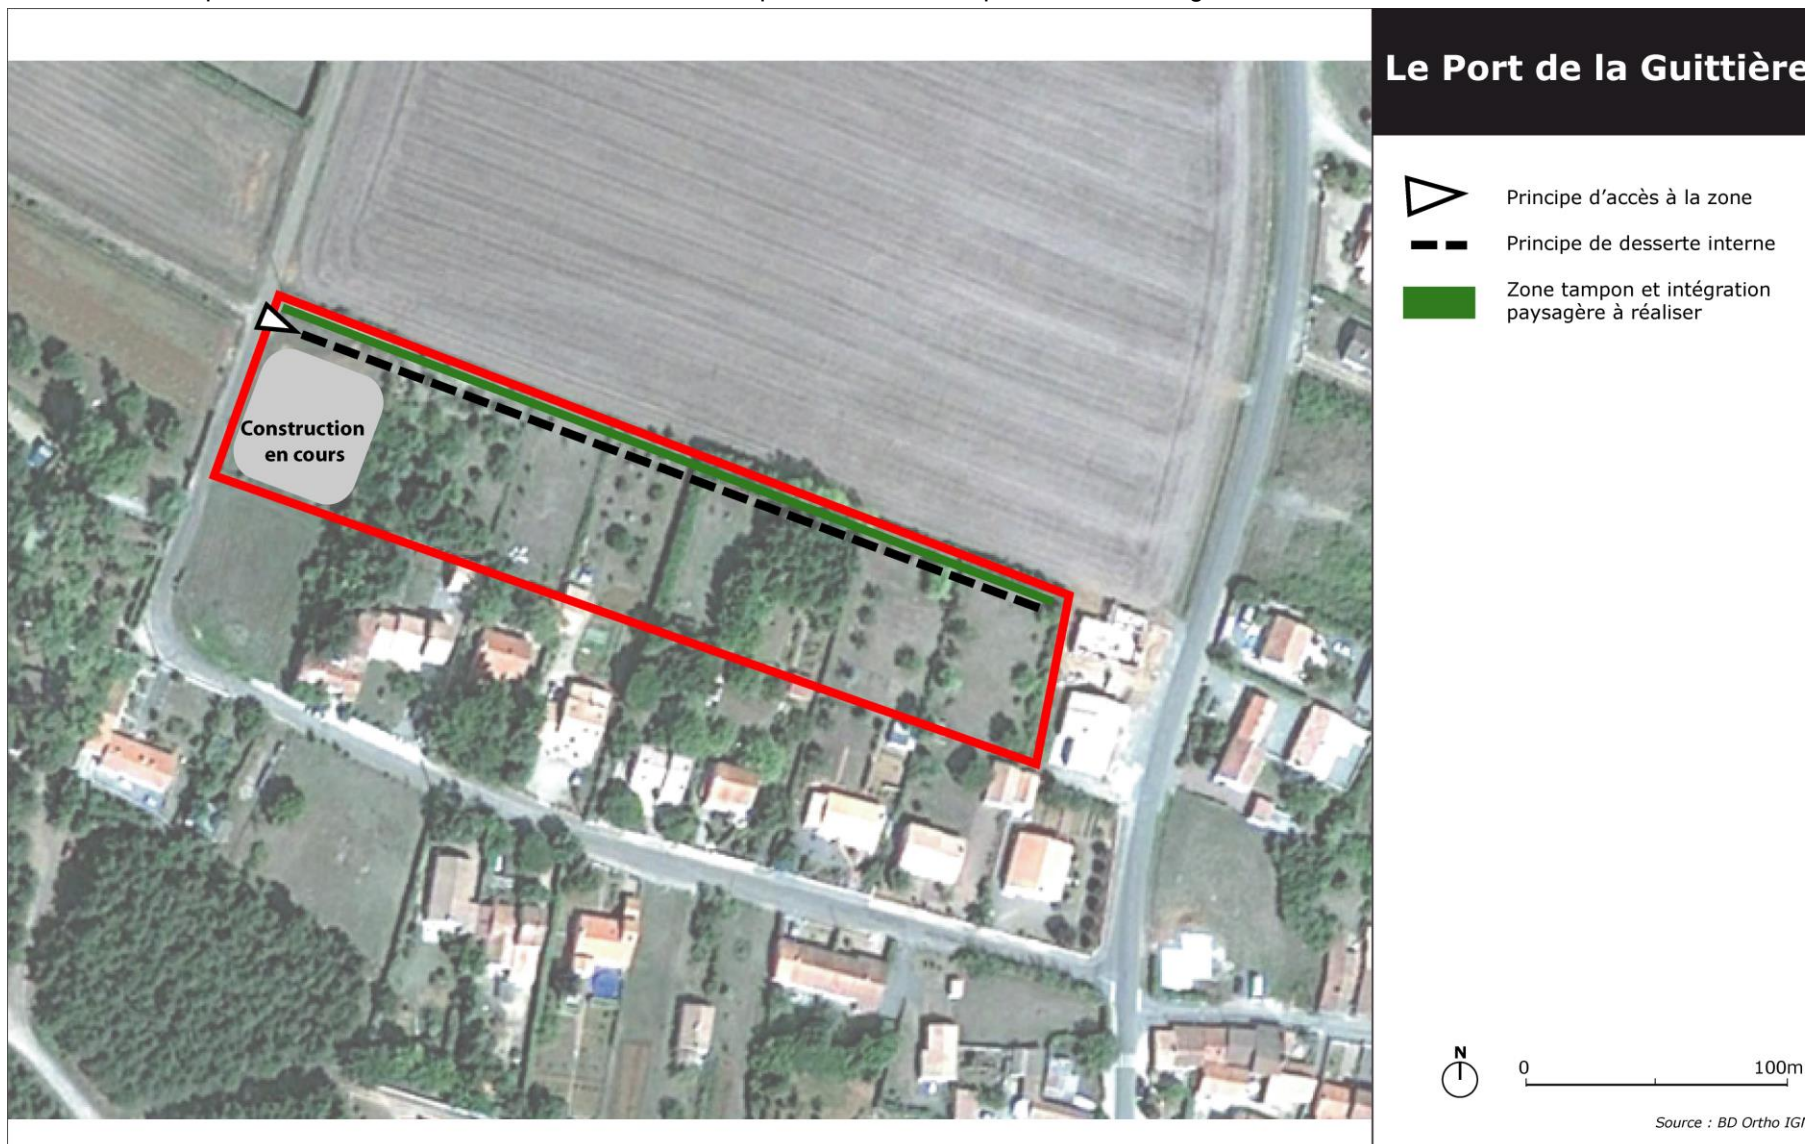 Le Port de la Guittière
Principe d'accès à la zone
Principe de desserte interne
Zone tampon et intégration
paysagère à réaliser
Construction
en cours
N
0
100m
Source : BD Ortho IG